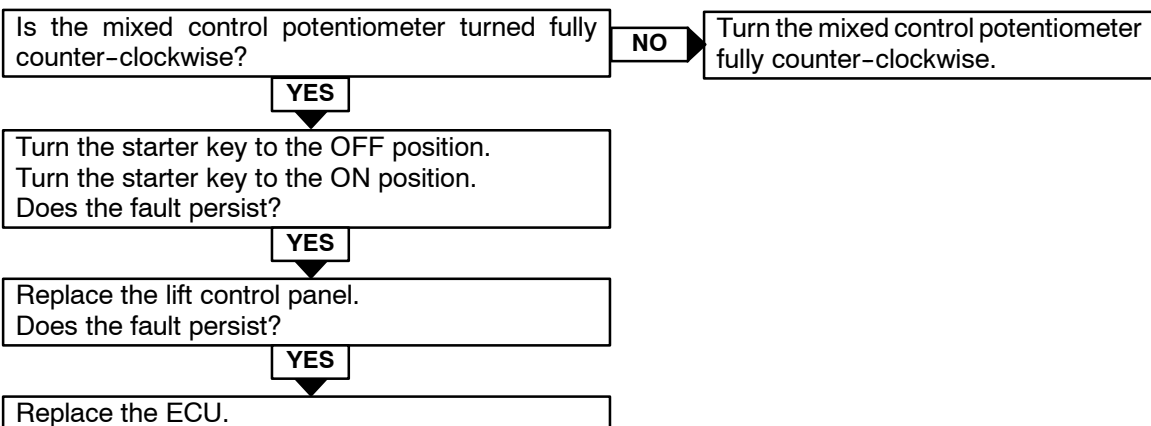 Is the mixed control potentiometer turned fully
counter-clockwise?
NO
Turn the mixed control potentiometer
fully counter-clockwise.
YES
Turn the starter key to the OFF position.
Turn the starter key to the ON position.
Does the fault persist?
YES
Replace the lift control panel.
Does the fault persist?
YES
Replace the ECU.